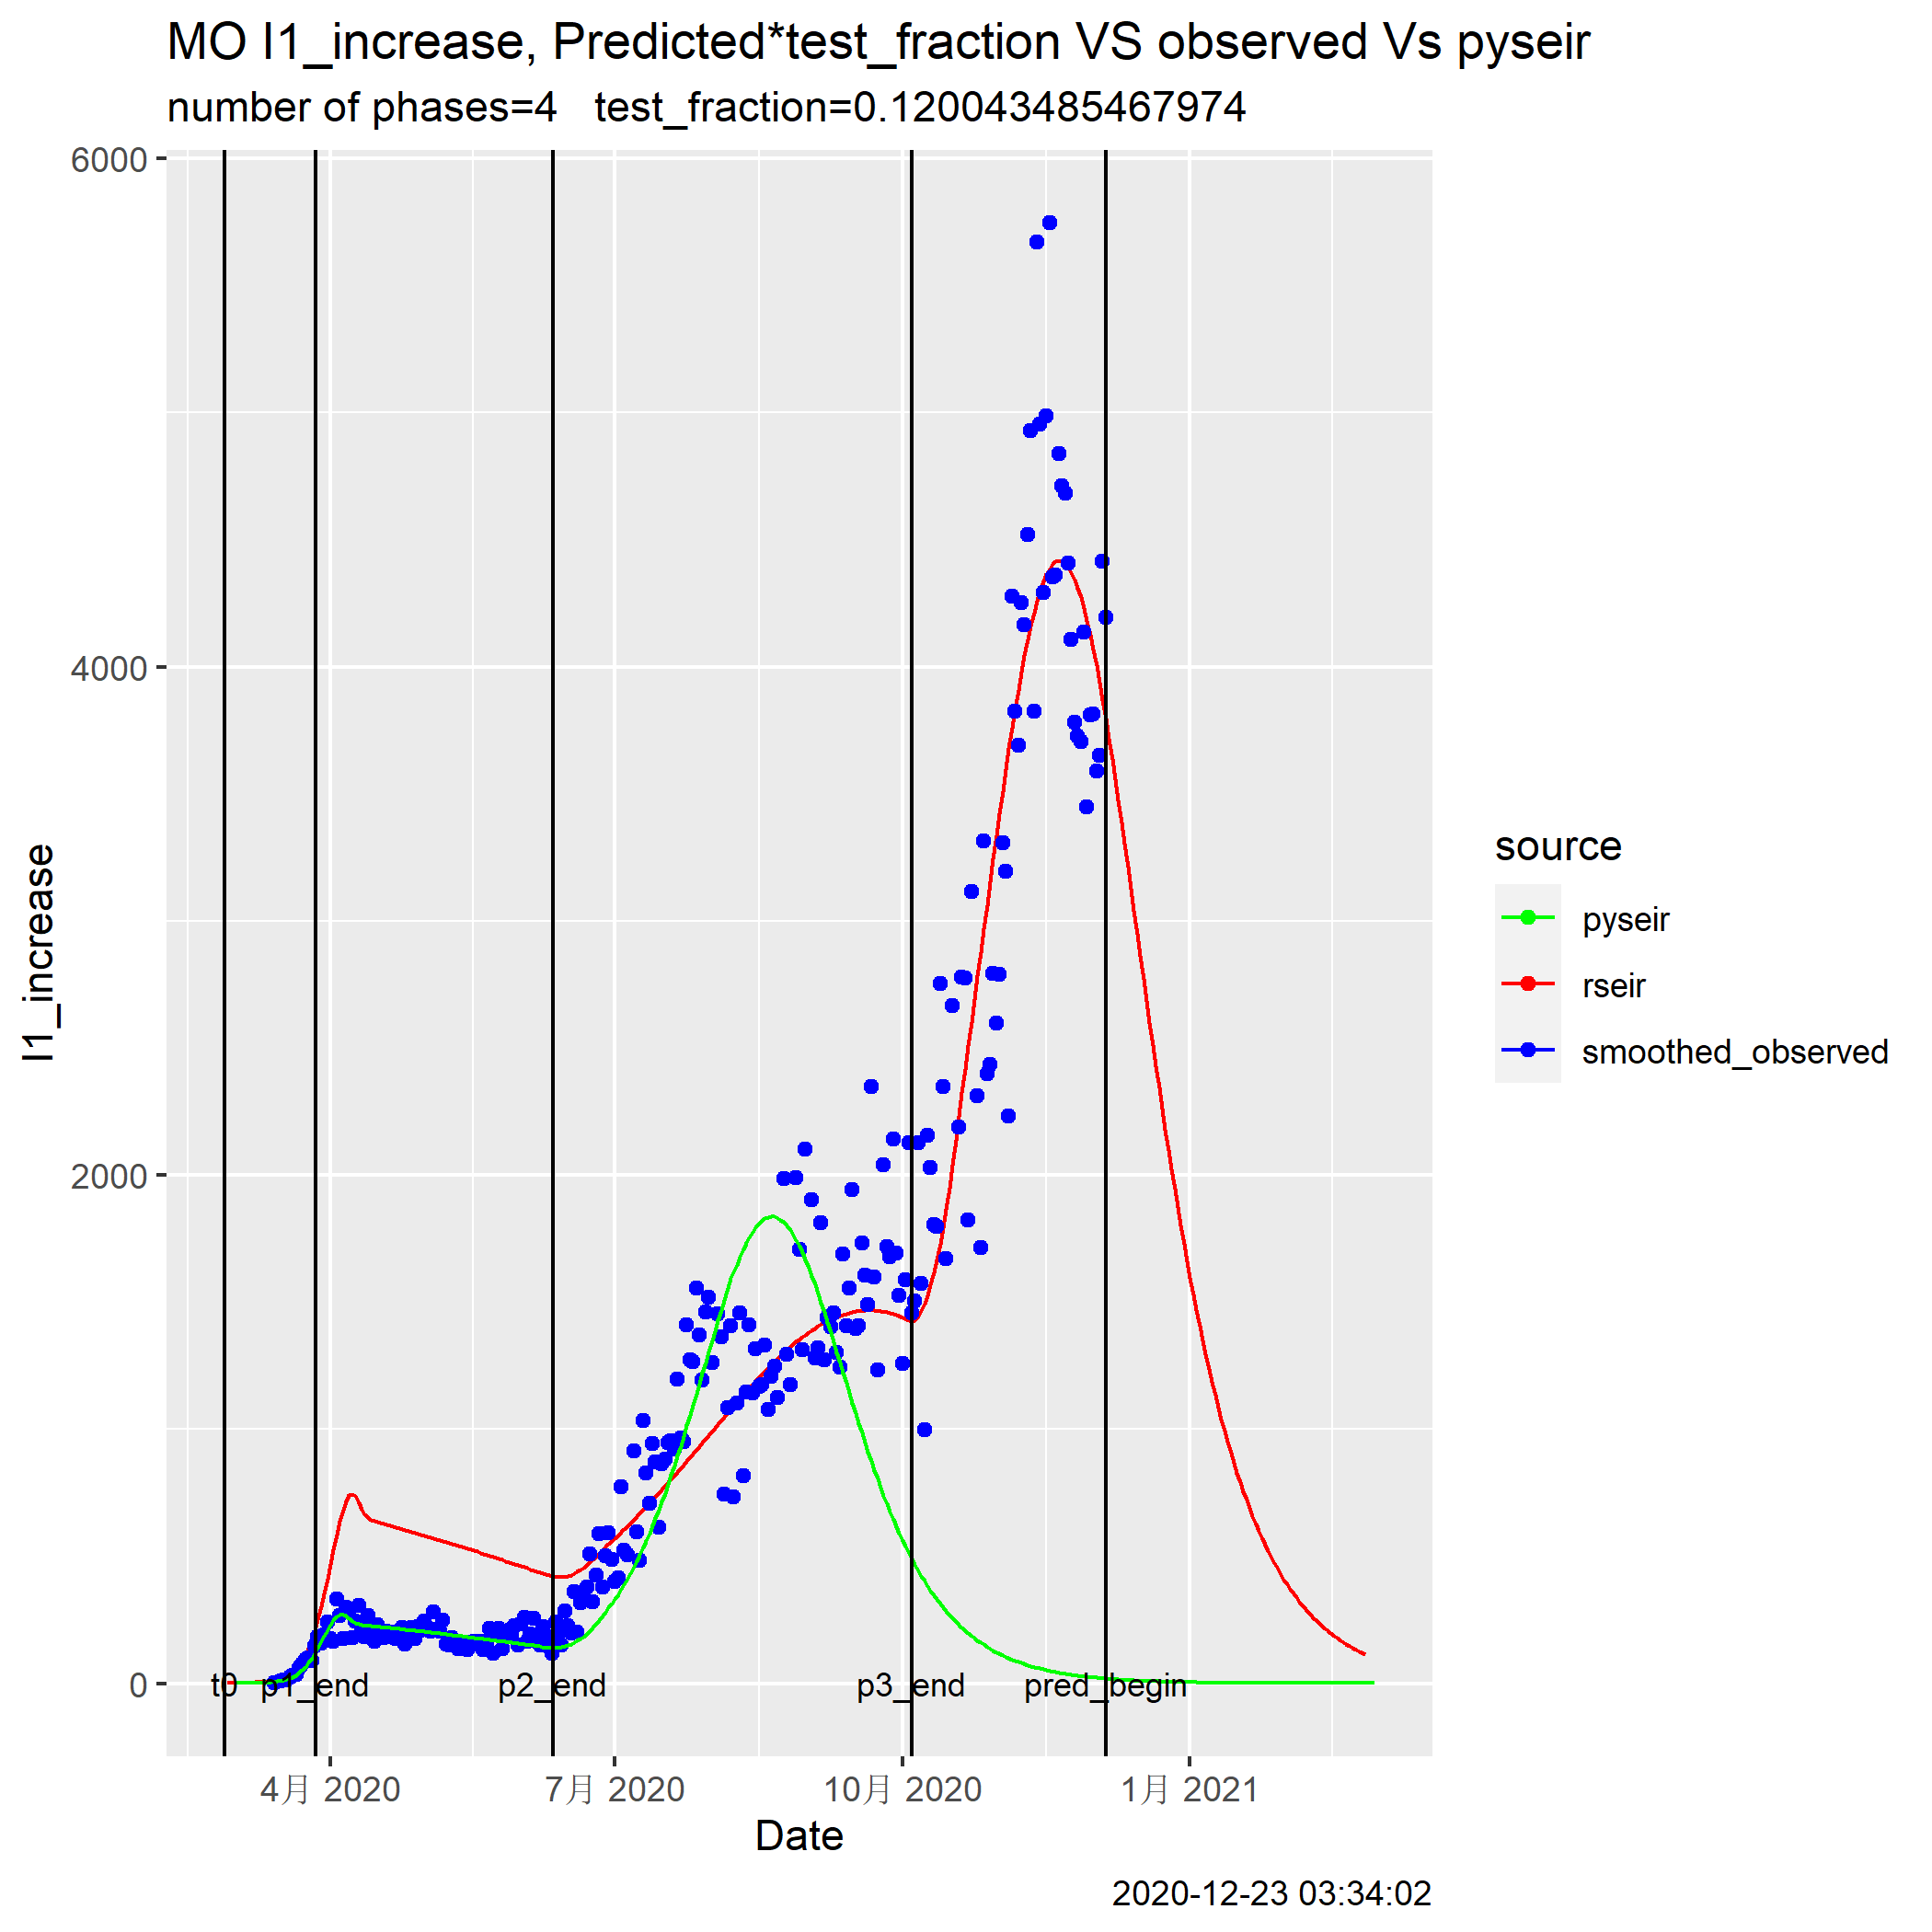 MO I1_increase, Predicted*test_fraction VS observed Vs pyseir
number of phases=4   test_fraction=0.120043485467974
6000
4000
2000
0
I1_increase
t0 p1_end p2_end p3_end pred_begin
4月 2020 7月 2020 10月 2020 1月 2021
Date
source
pyseir
rseir
smoothed_observed
2020-12-23 03:34:02